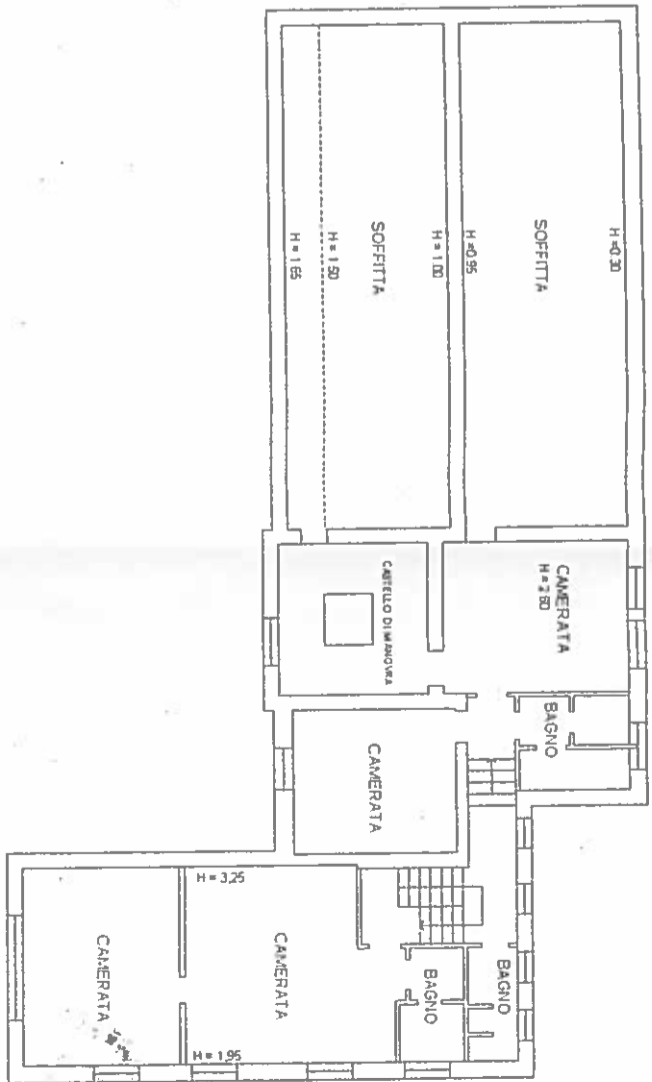 SOFFITTA
H = 0.30
H = 0.95
SOFFITTA
H = 1.00
H = 1.50
H = 1.65
CAMERATA
H = 2.60
CASTELLO DI MANOVRA
BAGNO
CAMERATA
BAGNO
BAGNO
CAMERATA
H = 3,25
H = 1,95
CAMERATA